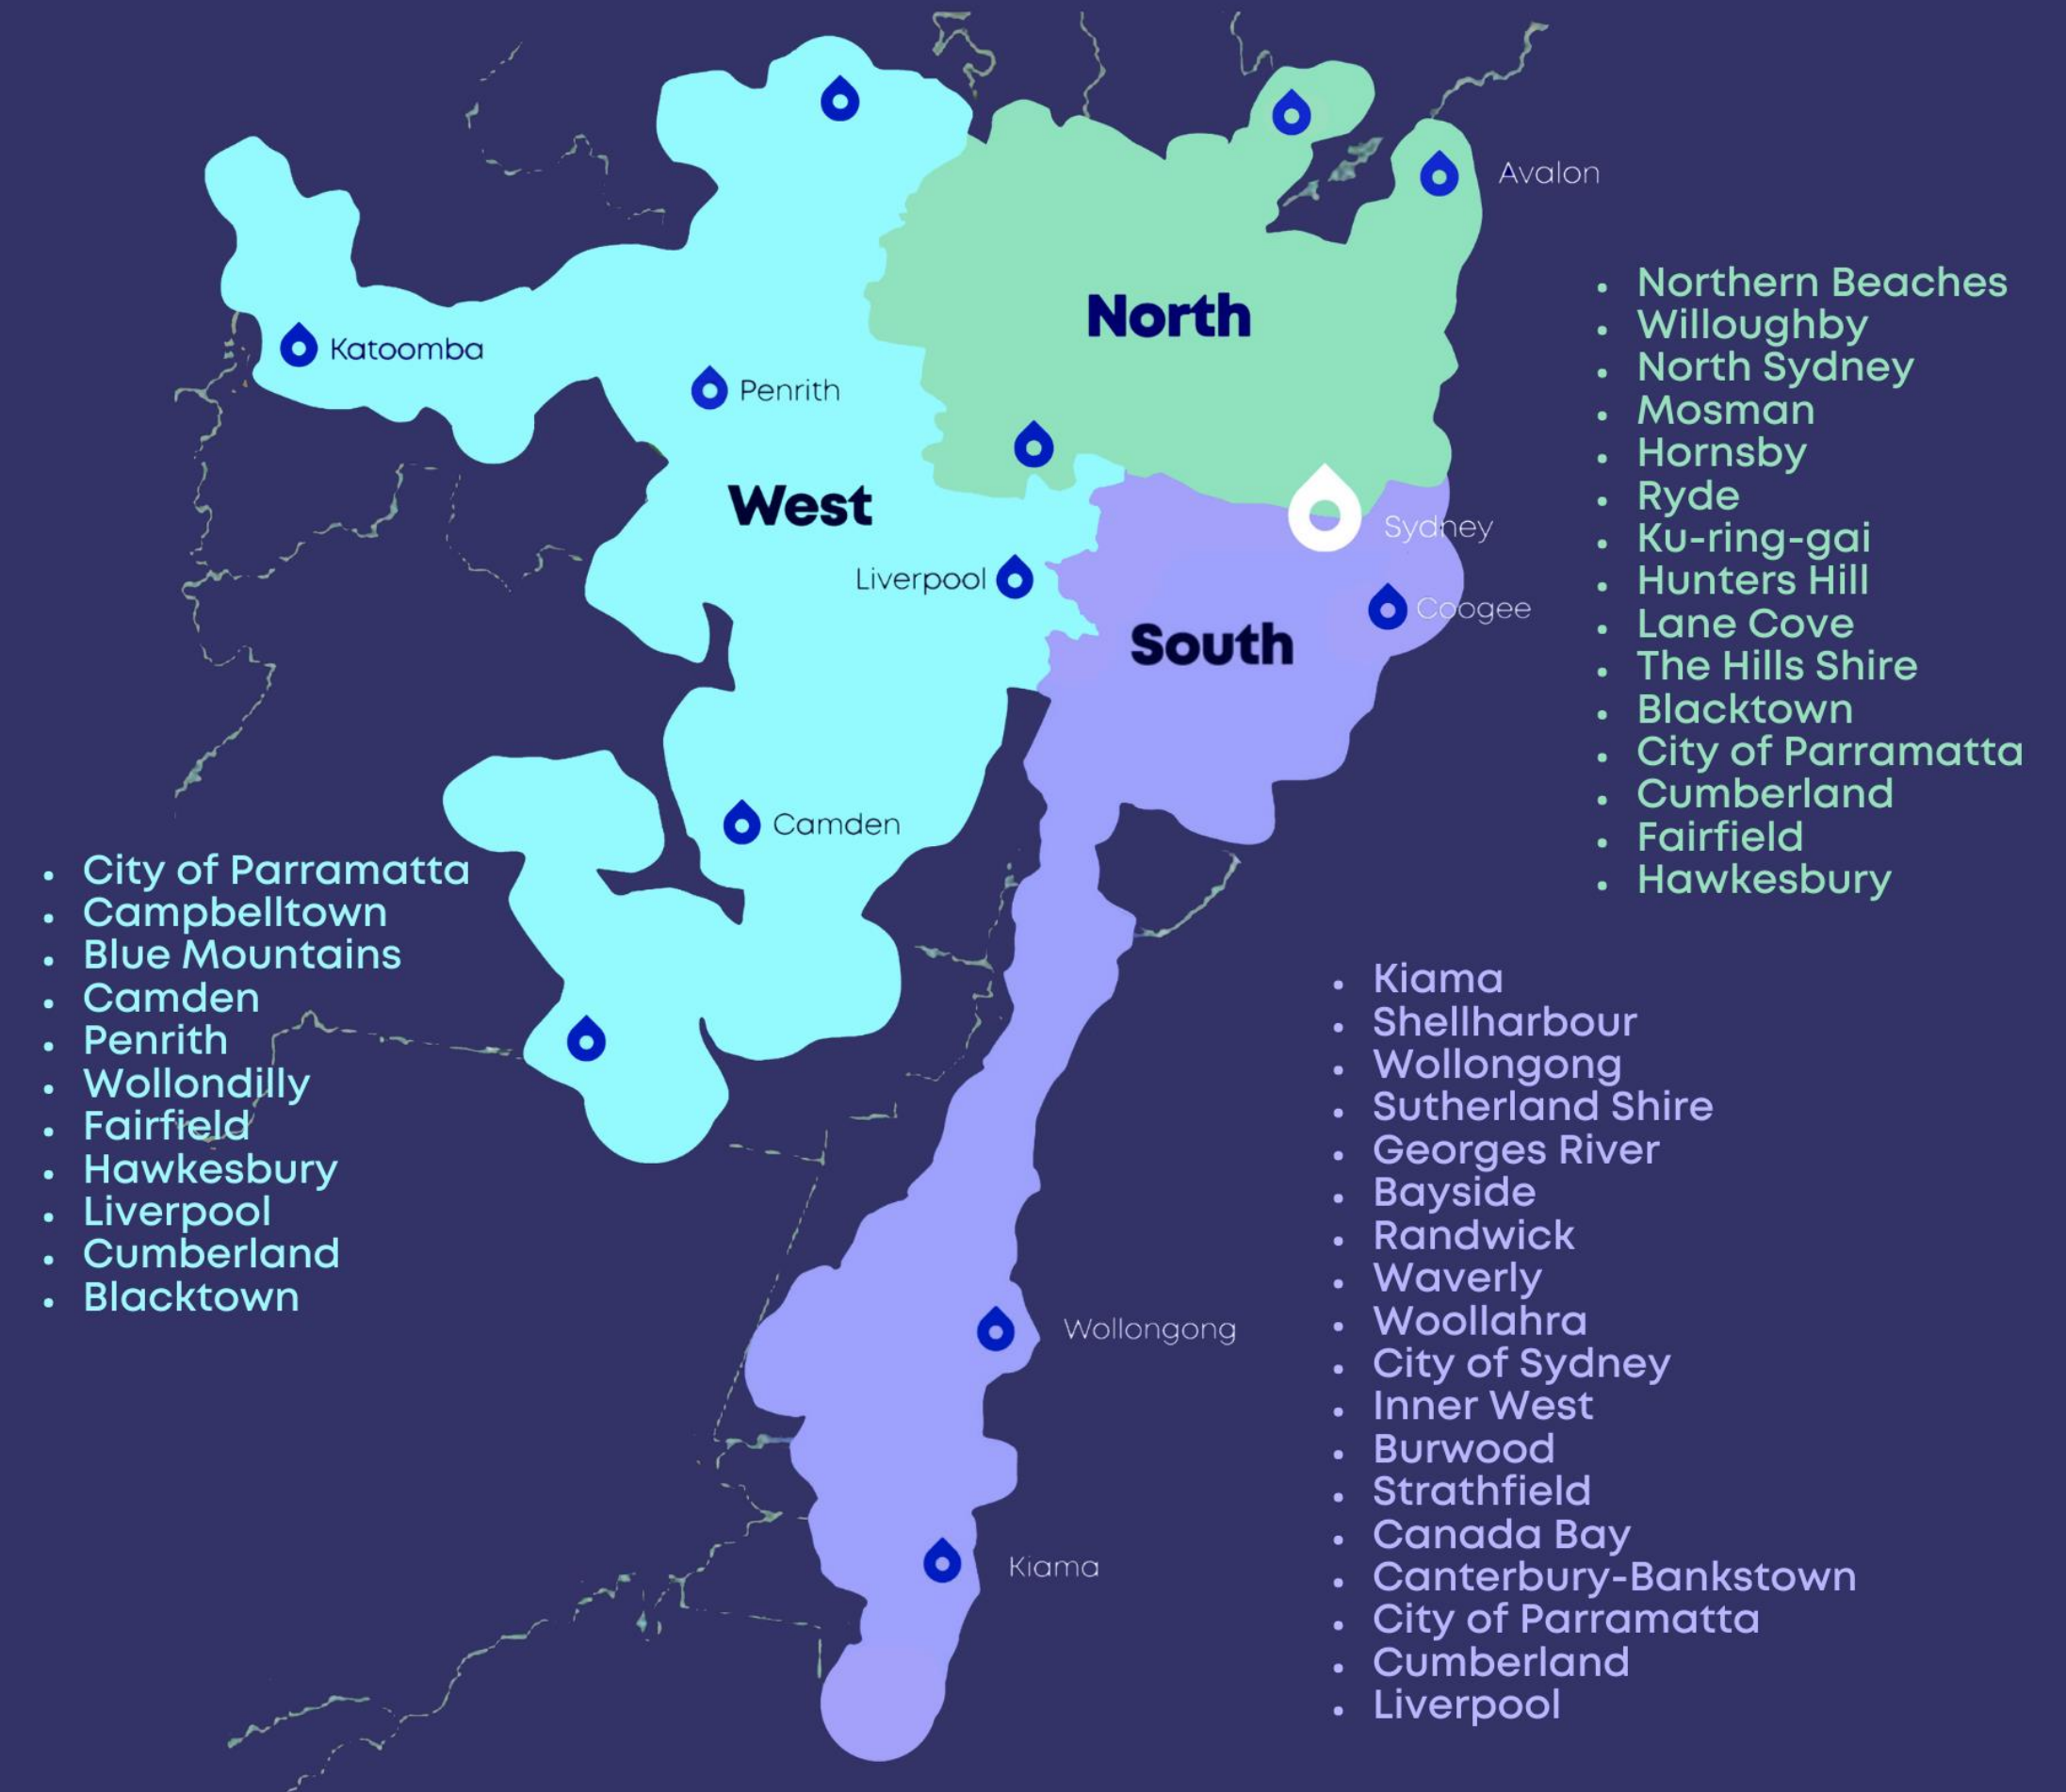 Avalon
North
Katoomba
Penrith
West
Sydney
Liverpool
Coogee
South
Camden
Wollongong
Kiama
Northern Beaches
Willoughby
North Sydney
Mosman
Hornsby
Ryde
Ku-ring-gai
Hunters Hill
Lane Cove
The Hills Shire
Blacktown
City of Parramatta
Cumberland
Fairfield
Hawkesbury
City of Parramatta
Campbelltown
Blue Mountains
Camden
Penrith
Wollondilly
Fairfield
Hawkesbury
Liverpool
Cumberland
Blacktown
Kiama
Shellharbour
Wollongong
Sutherland Shire
Georges River
Bayside
Randwick
Waverly
Woollahra
City of Sydney
Inner West
Burwood
Strathfield
Canada Bay
Canterbury-Bankstown
City of Parramatta
Cumberland
Liverpool